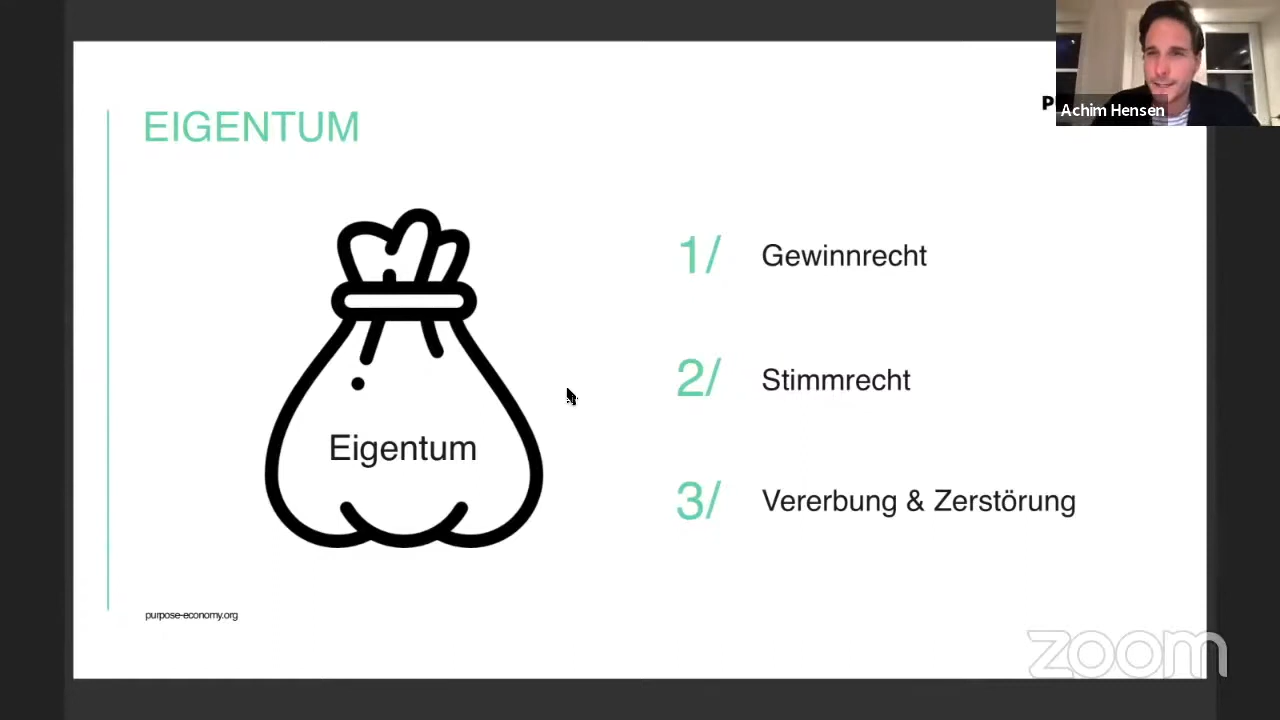 EIGENTUM
P
Achim Hensen
1/ Gewinnrecht
2/ Stimmrecht
Eigentum
3/ Vererbung & Zerstörung
purpose-economy.org
zoom